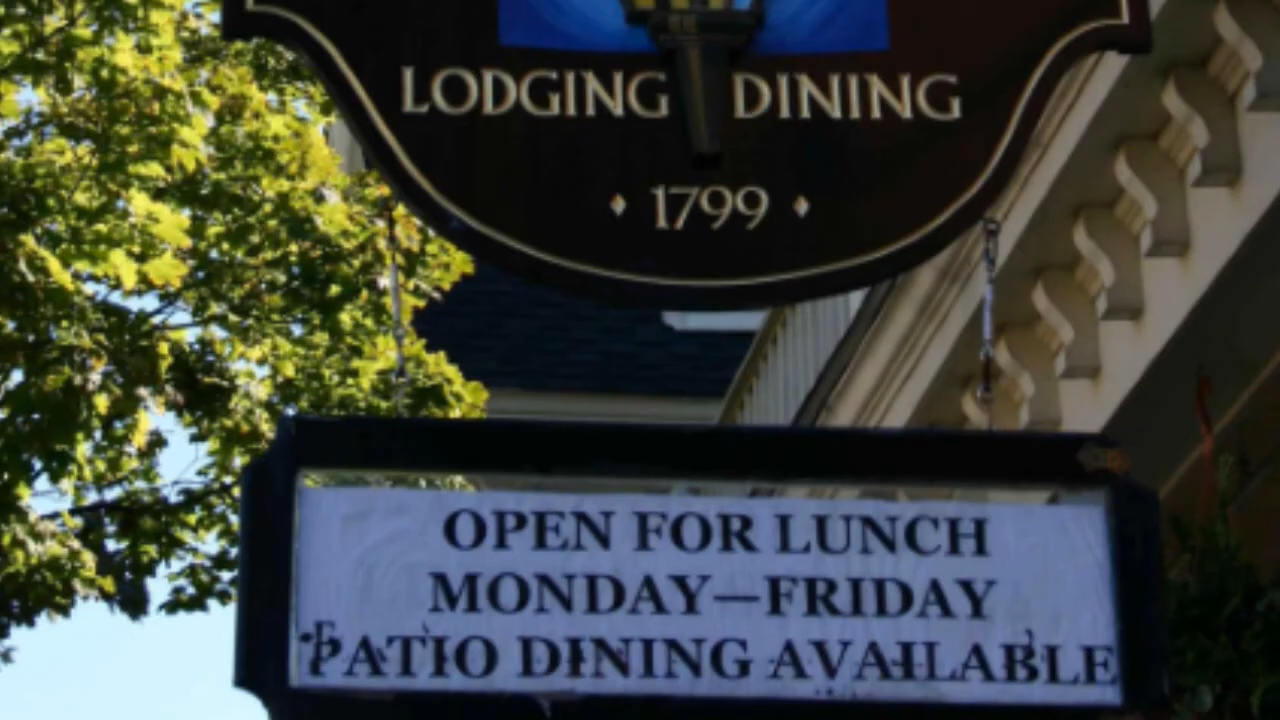 LODGING DINING
1799
OPEN FOR LUNCH
MONDAY—FRIDAY
PATIO DINING AVAILABLE